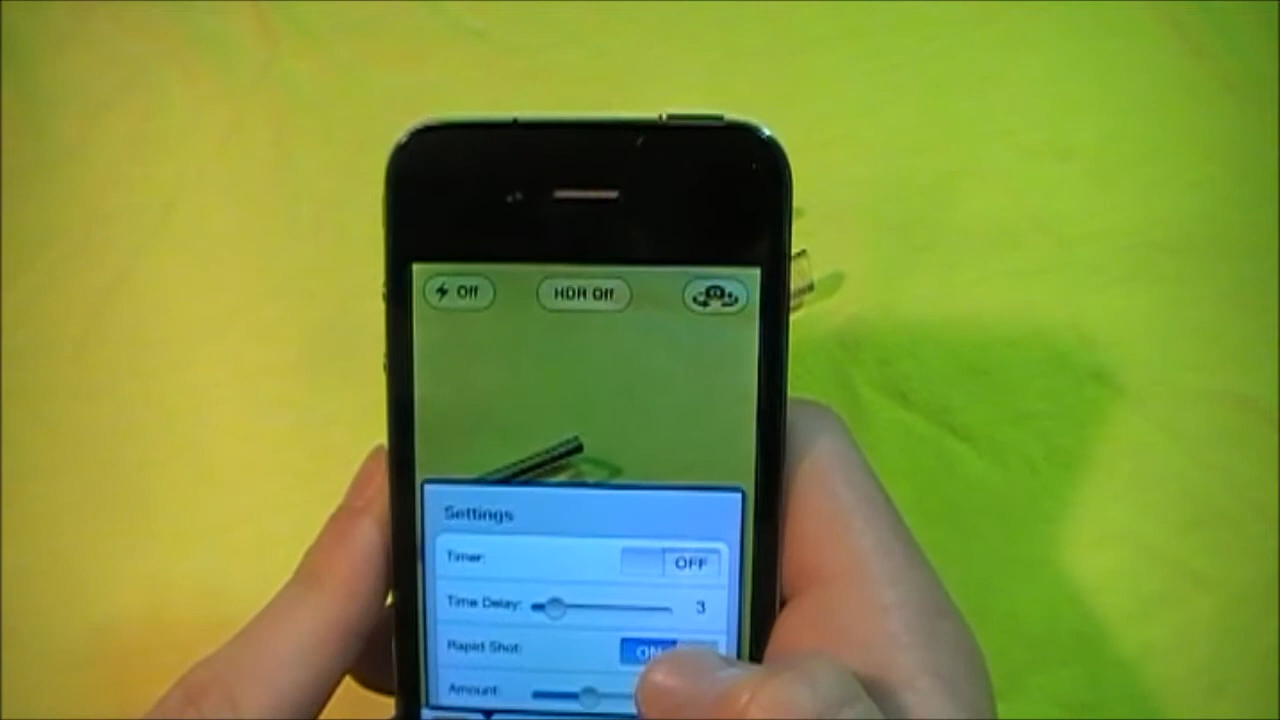 Off HDR Off
Settings
Timer: OFF
Time Delay: 3
Rapid Shot: ON
Amount: